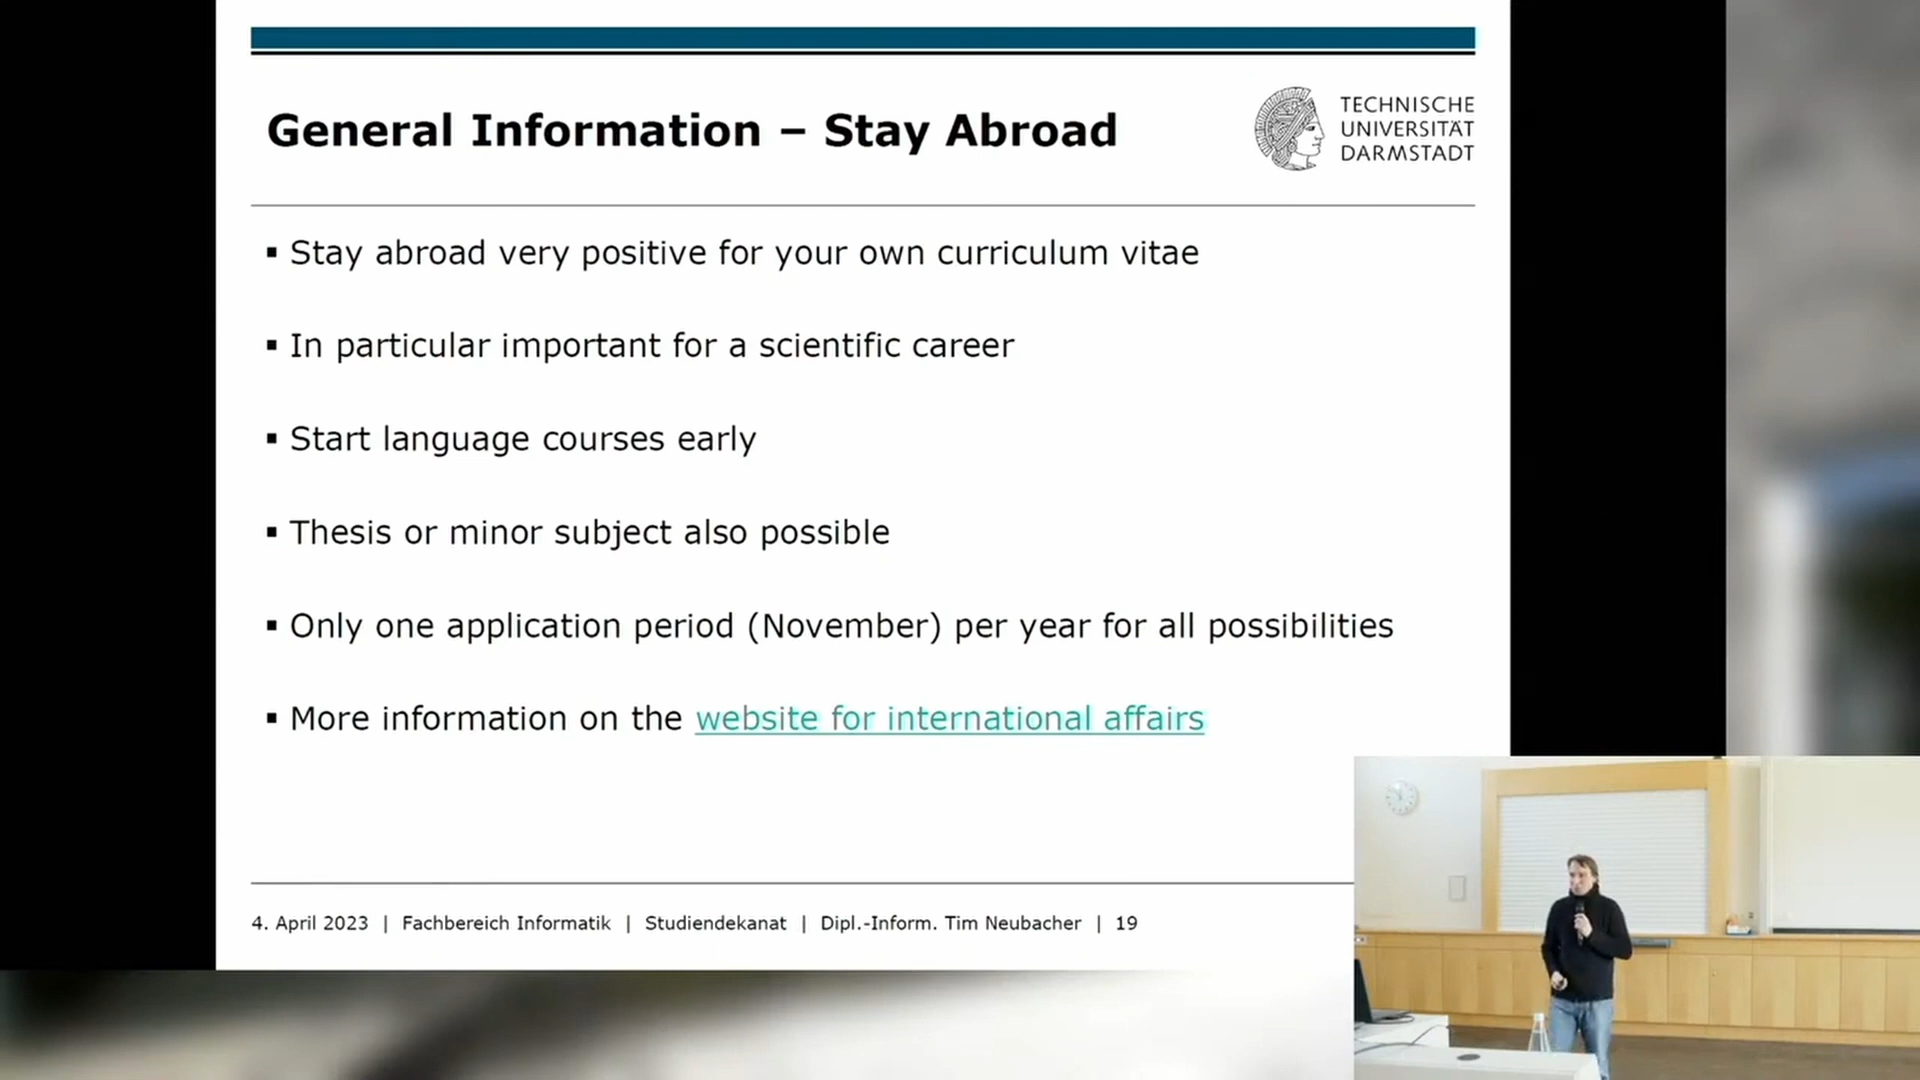 General Information – Stay Abroad
TECHNISCHE
UNIVERSITÄT
DARMSTADT
▪ Stay abroad very positive for your own curriculum vitae
▪ In particular important for a scientific career
▪ Start language courses early
▪ Thesis or minor subject also possible
▪ Only one application period (November) per year for all possibilities
▪ More information on the website for international affairs
4. April 2023 | Fachbereich Informatik | Studiendekanat | Dipl.-Inform. Tim Neubacher | 19